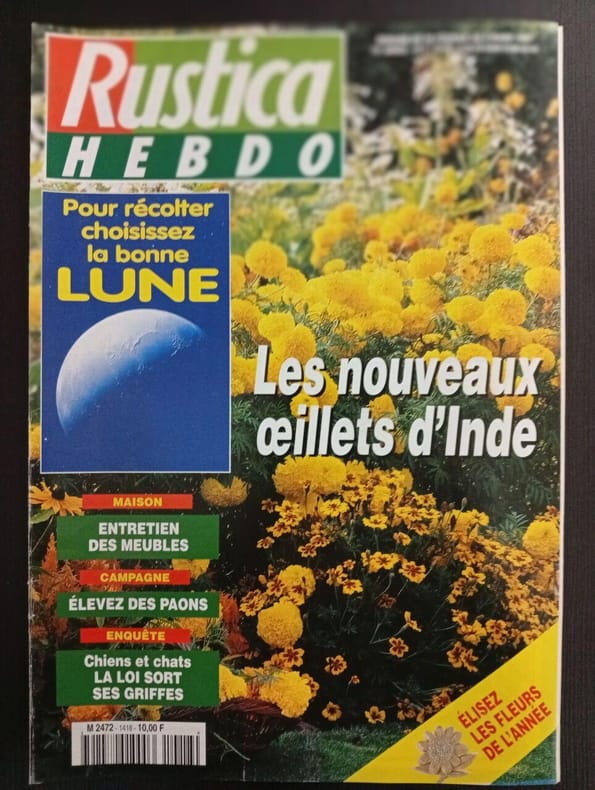 Rustica
HEBDO
Pour récolter
choisissez
la bonne
LUNE
Les nouveaux
œillets d'Inde
MAISON
ENTRETIEN
DES MEUBLES
CAMPAGNE
ÉLEVEZ DES PAONS
ENQUÊTE
Chiens et chats
LA LOI SORT
SES GRIFFES
M 2472 - 1418 - 10,00 F
ÉLISEZ
LES FLEURS
DE L'ANNÉE